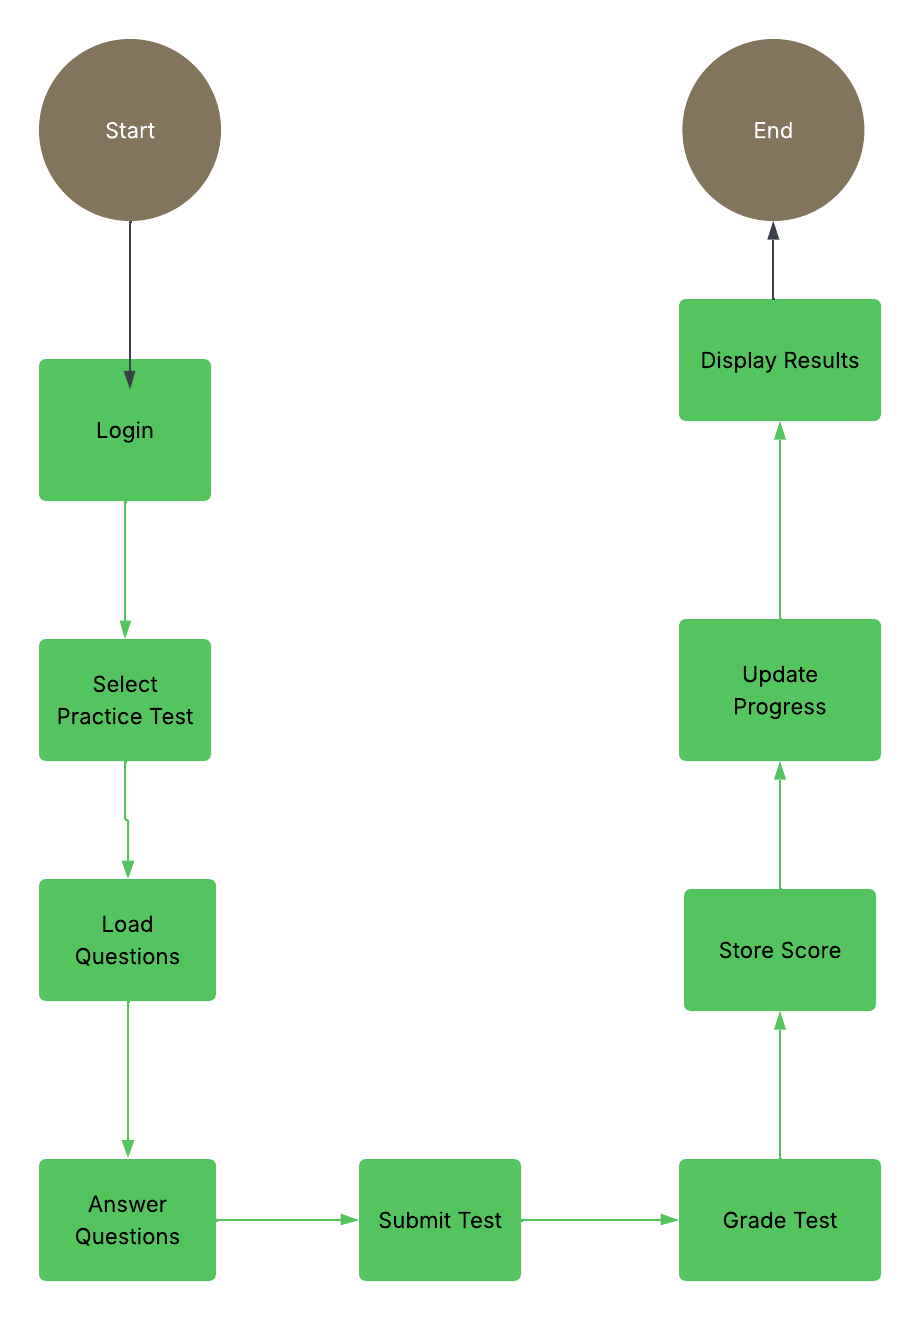 Start
Login
Select
Practice Test
Load
Questions
Answer
Questions
Submit Test
Grade Test
Store Score
Update
Progress
Display Results
End